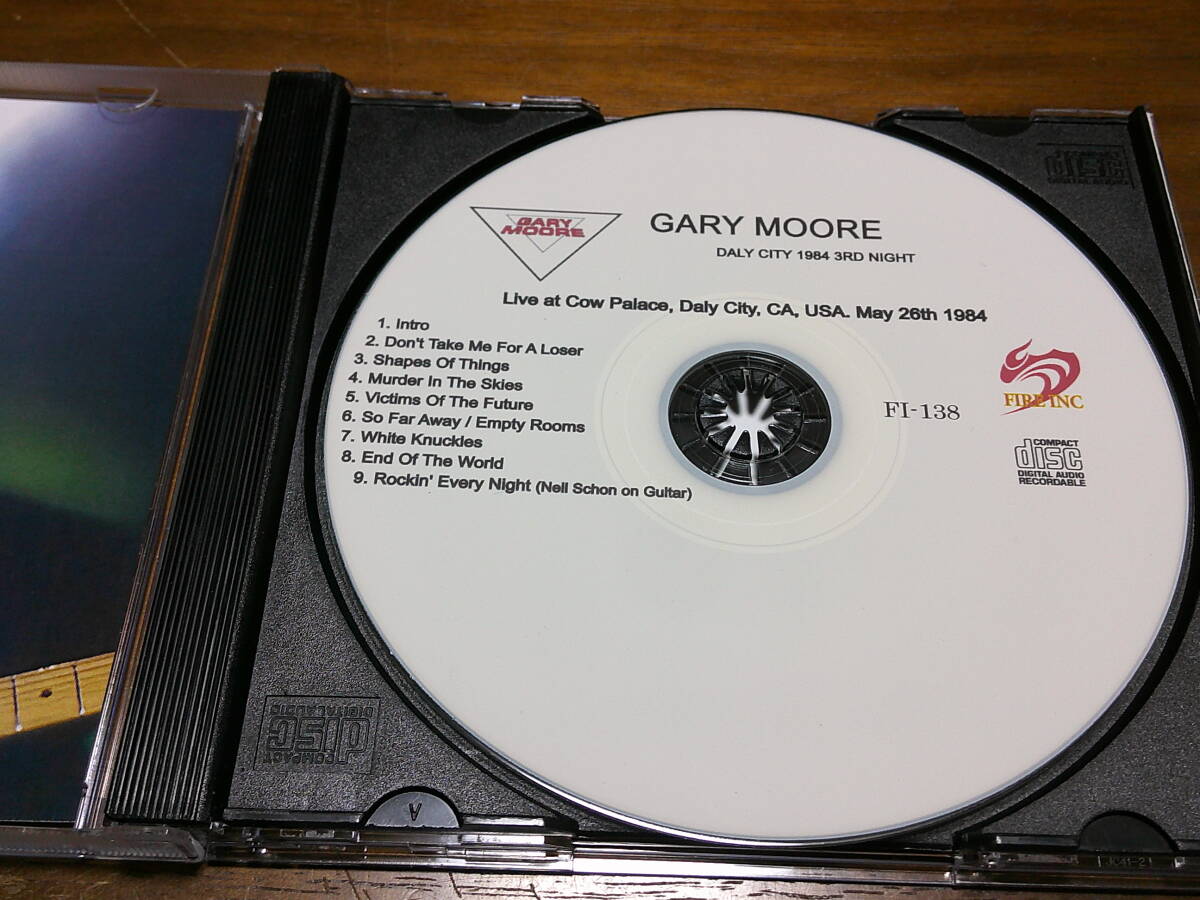 GARY
MOORE
GARY MOORE
DALY CITY 1984 3RD NIGHT
Live at Cow Palace, Daly City, CA, USA. May 26th 1984
1. Intro
2. Don't Take Me For A Loser
3. Shapes Of Things
4. Murder In The Skies
5. Victims Of The Future
6. So Far Away / Empty Rooms
7. White Knuckles
8. End Of The World
9. Rockin' Every Night (Neil Schon on Guitar)
FI-138
FIRE INC
COMPACT
disc
DIGITAL AUDIO
RECORDABLE
disc
DIGITAL AUDIO
COMPACT
disc
DIGITAL AUDIO
A